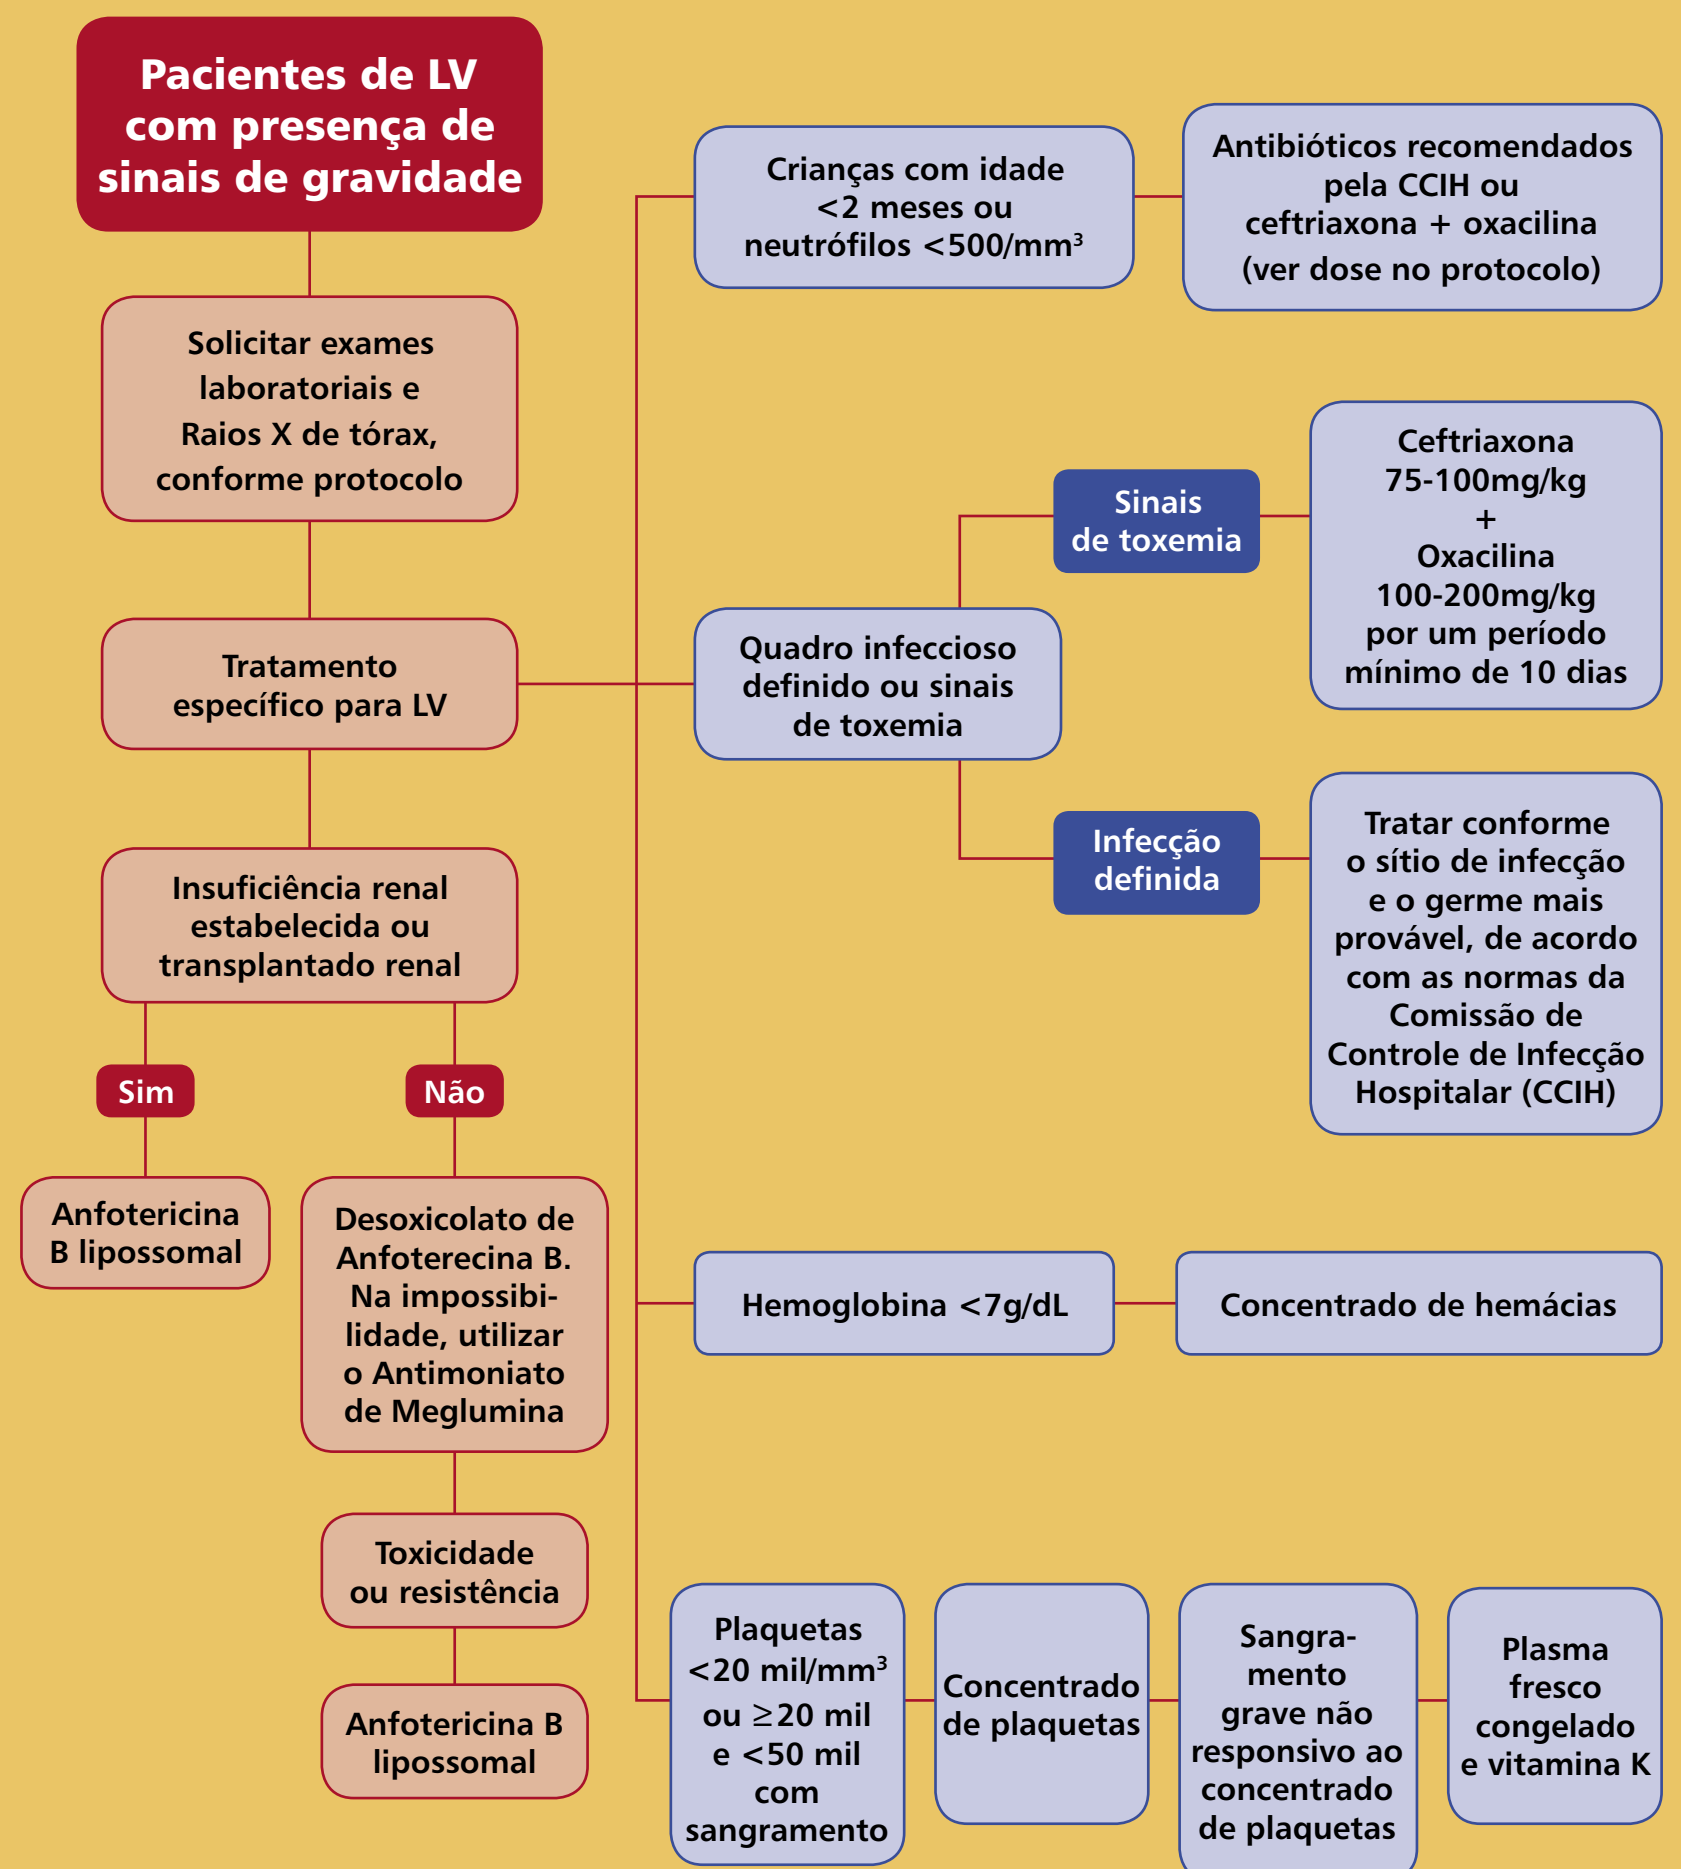 Pacientes de LV
com presença de
sinais de gravidade
Solicitar exames
laboratoriais e
Raios X de tórax,
conforme protocolo
Tratamento
específico para LV
Insuficiência renal
estabelecida ou
transplantado renal
Sim
Não
Anfotericina
B lipossomal
Desoxicolato de
Anfoterecina B.
Na impossibi-
lidade, utilizar
o Antimoniato
de Meglumina
Toxicidade
ou resistência
Anfotericina B
lipossomal
Crianças com idade
<2 meses ou
neutrófilos <500/mm³
Antibióticos recomendados
pela CCIH ou
ceftriaxona + oxacilina
(ver dose no protocolo)
Quadro infeccioso
definido ou sinais
de toxemia
Sinais
de toxemia
Ceftriaxona
75-100mg/kg
+
Oxacilina
100-200mg/kg
por um período
mínimo de 10 dias
Infecção
definida
Tratar conforme
o sítio de infecção
e o germe mais
provável, de acordo
com as normas da
Comissão de
Controle de Infecção
Hospitalar (CCIH)
Hemoglobina <7g/dL
Concentrado de hemácias
Plaquetas
<20 mil/mm³
ou ≥20 mil
e <50 mil
com
sangramento
Concentrado
de plaquetas
Sangra-
mento
grave não
responsivo ao
concentrado
de plaquetas
Plasma
fresco
congelado
e vitamina K